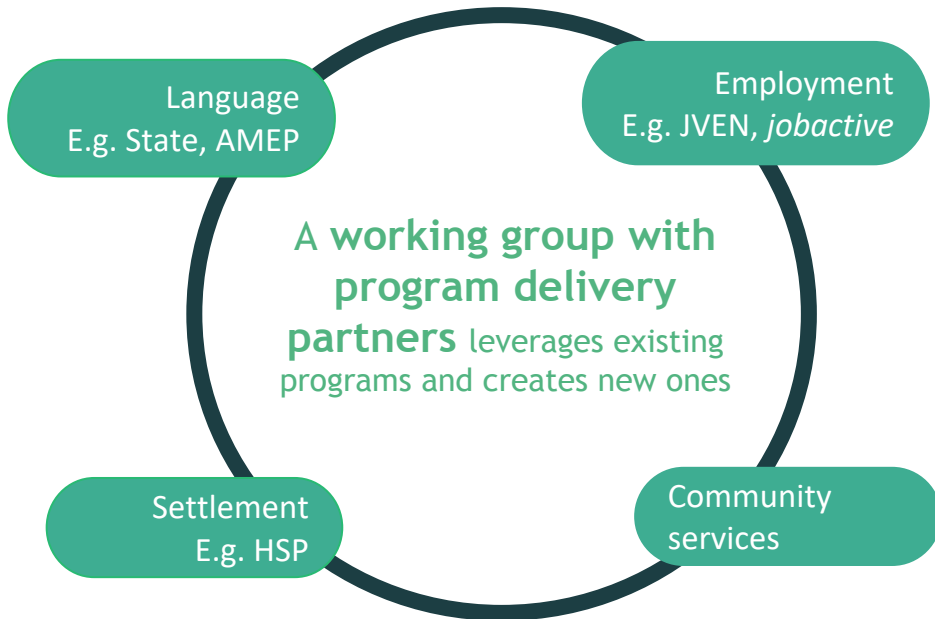 Language
E.g. State, AMEP
Employment
E.g. JVEN, jobactive
A working group with
program delivery
partners leverages existing
programs and creates new ones
Settlement
E.g. HSP
Community
services